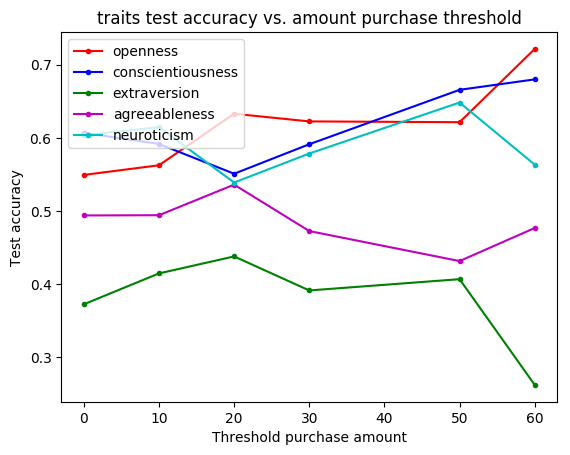 traits test accuracy vs. amount purchase threshold
openness
conscientiousness
extraversion
agreeableness
neuroticism
0.7
0.6
0.5
0.4
0.3
Test accuracy
0 10 20 30 40 50 60
Threshold purchase amount